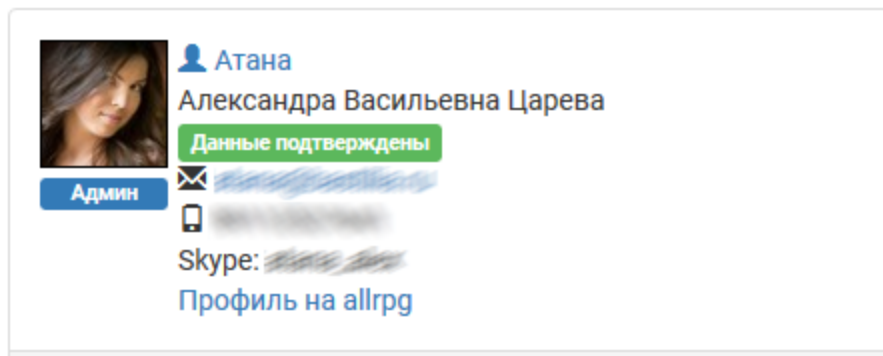 Атана
Александра Васильевна Царева
Данные подтверждены
Админ
Skype:
Профиль на allrpg